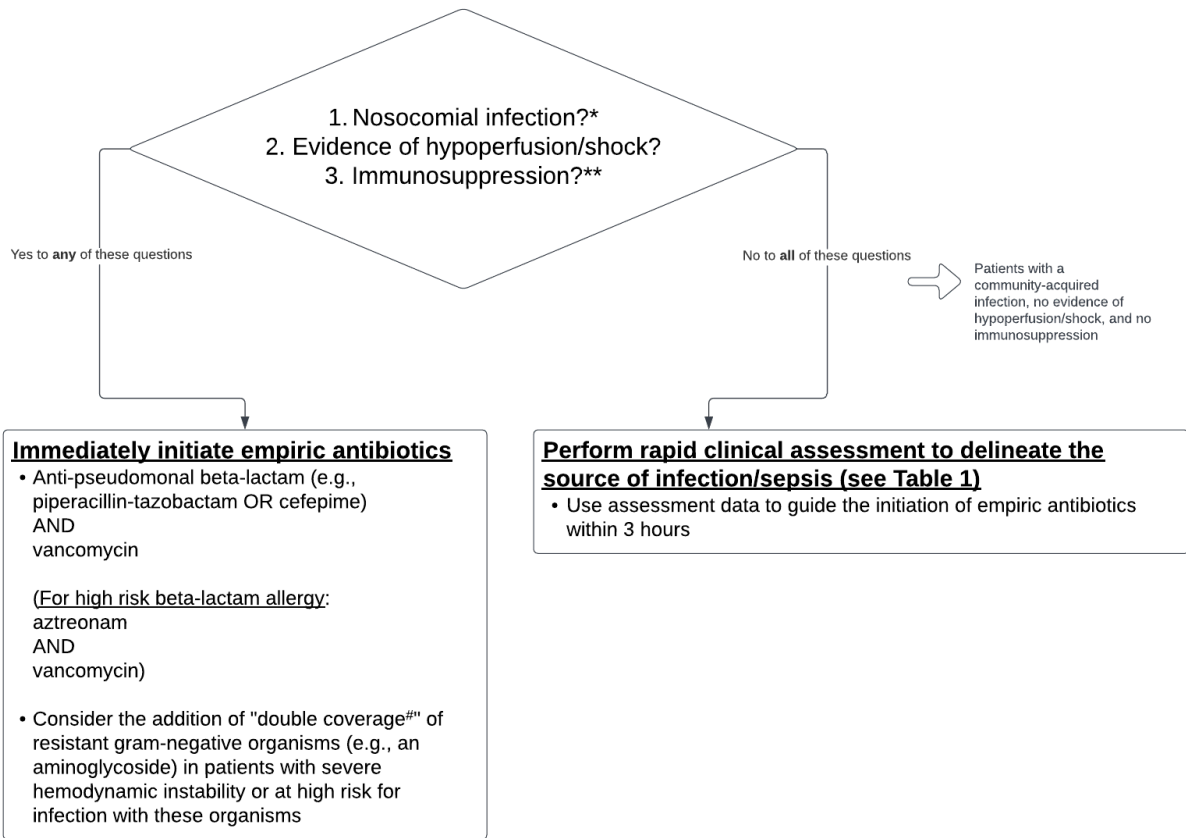 1. Nosocomial infection?*
2. Evidence of hypoperfusion/shock?
3. Immunosuppression?**
Yes to any of these questions
No to all of these questions
Patients with a
community-acquired
infection, no evidence of
hypoperfusion/shock, and no
immunosuppression
Immediately initiate empiric antibiotics
• Anti-pseudomonal beta-lactam (e.g.,
piperacillin-tazobactam OR cefepime)
AND
vancomycin
(For high risk beta-lactam allergy:
aztreonam
AND
vancomycin)
• Consider the addition of "double coverage#" of
resistant gram-negative organisms (e.g., an
aminoglycoside) in patients with severe
hemodynamic instability or at high risk for
infection with these organisms
Perform rapid clinical assessment to delineate the
source of infection/sepsis (see Table 1)
• Use assessment data to guide the initiation of empiric antibiotics
within 3 hours